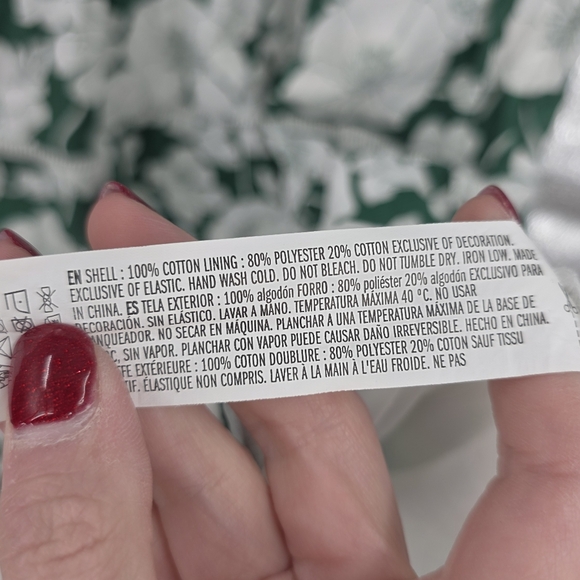 EN SHELL : 100% COTTON LINING : 80% POLYESTER 20% COTTON EXCLUSIVE OF DECORATION.
EXCLUSIVE OF ELASTIC. HAND WASH COLD. DO NOT BLEACH. DO NOT TUMBLE DRY. IRON LOW. MADE
IN CHINA. ES TELA EXTERIOR : 100% algodón FORRO : 80% poliéster 20% algodón EXCLUSIVO PARA
DECORACIÓN. SIN ELÁSTICO. LAVAR A MANO. TEMPERATURA MÁXIMA 40 °C. NO USAR
BLANQUEADOR. NO SECAR EN MÁQUINA. PLANCHAR A UNA TEMPERATURA MÁXIMA DE LA BASE DE
°C, SIN VAPOR. PLANCHAR CON VAPOR PUEDE CAUSAR DAÑO IRREVERSIBLE. HECHO EN CHINA.
EXTÉRIEURE : 100% COTON DOUBLURE : 80% POLYESTER 20% COTON SAUF TISSU
ÉLASTIQUE NON COMPRIS. LAVER À LA MAIN À L'EAU FROIDE. NE PAS